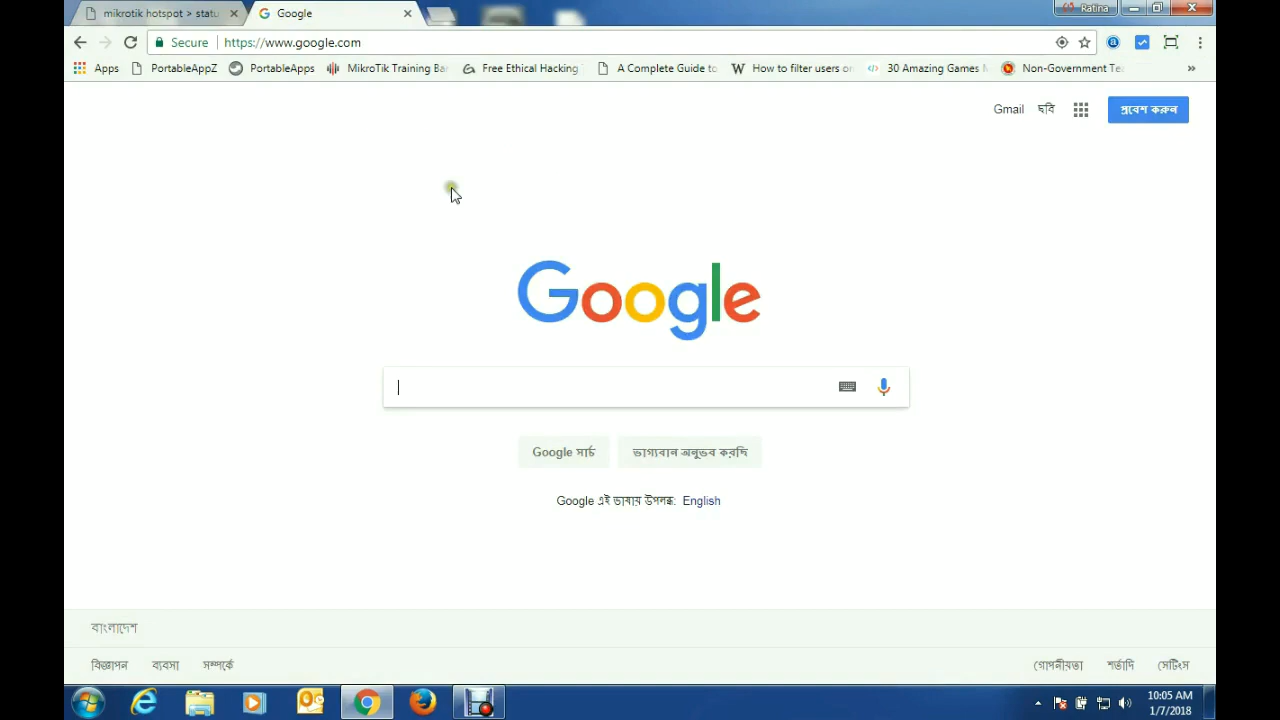 mikrotik hotspot > statu
Google
Ratina
Secure
https://www.google.com
Apps
PortableAppZ
PortableApps
MikroTik Training Ba
Free Ethical Hacking
A Complete Guide to
How to filter users o
30 Amazing Games
Non-Government Te
»
Gmail
ছবি
প্রবেশ করুন
Google
Google সার্চ
ভাগ্যবান অনুভব করছি
Google এই ভাষায় উপলব্ধ: English
বাংলাদেশ
বিজ্ঞাপন
ব্যবসা
সম্পর্কে
গোপনীয়তা
শর্তাদি
সেটিংস
10:05 AM
1/7/2018